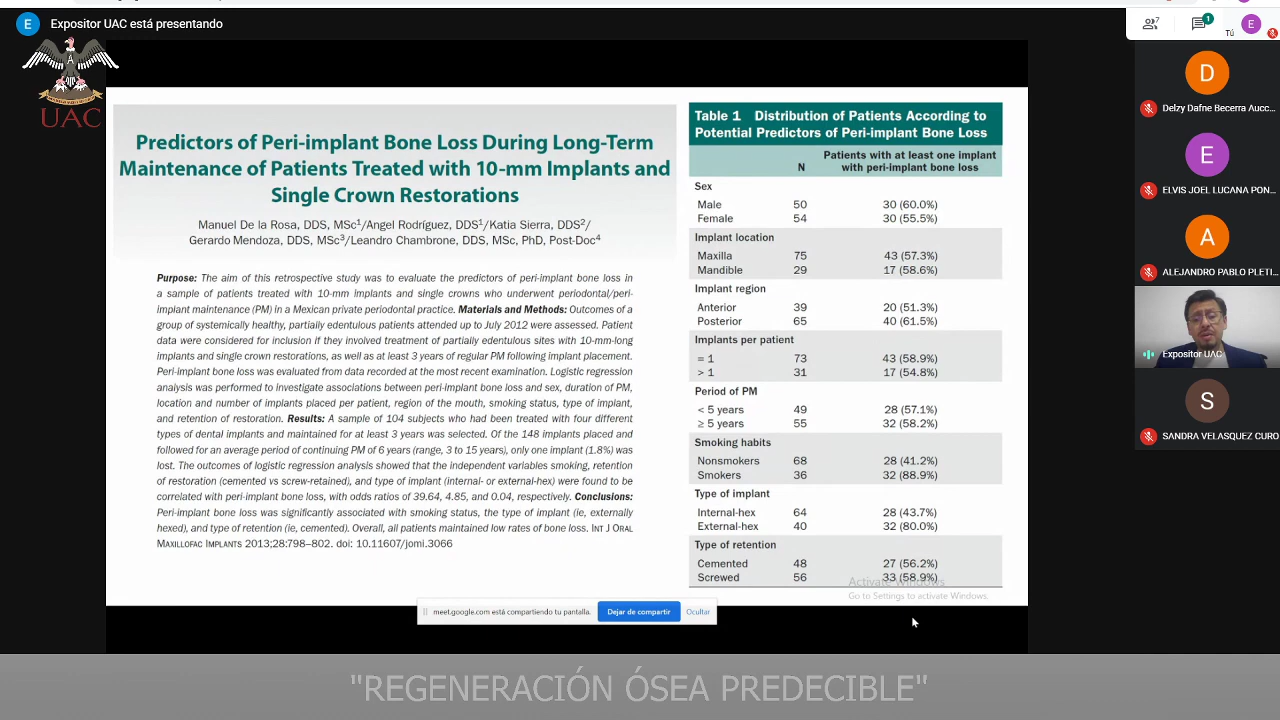 E Expositor UAC está presentando
7
1
Tú
E
UAC
Predictors of Peri-implant Bone Loss During Long-Term
Maintenance of Patients Treated with 10-mm Implants and
Single Crown Restorations
Manuel De la Rosa, DDS, MSc1/Angel Rodríguez, DDS1/Katia Sierra, DDS2/
Gerardo Mendoza, DDS, MSc3/Leandro Chambrone, DDS, MSc, PhD, Post-Doc4
Purpose: The aim of this retrospective study was to evaluate the predictors of peri-implant bone loss in
a sample of patients treated with 10-mm implants and single crowns who underwent periodontal/peri-
implant maintenance (PM) in a Mexican private periodontal practice. Materials and Methods: Outcomes of a
group of systemically healthy, partially edentulous patients attended up to July 2012 were assessed. Patient
data were considered for inclusion if they involved treatment of partially edentulous sites with 10-mm-long
implants and single crown restorations, as well as at least 3 years of regular PM following implant placement.
Peri-implant bone loss was evaluated from data recorded at the most recent examination. Logistic regression
analysis was performed to investigate associations between peri-implant bone loss and sex, duration of PM,
location and number of implants placed per patient, region of the mouth, smoking status, type of implant,
and retention of restoration. Results: A sample of 104 subjects who had been treated with four different
types of dental implants and maintained for at least 3 years was selected. Of the 148 implants placed and
followed for an average period of continuing PM of 6 years (range, 3 to 15 years), only one implant (1.8%) was
lost. The outcomes of logistic regression analysis showed that the independent variables smoking, retention
of restoration (cemented vs screw-retained), and type of implant (internal- or external-hex) were found to be
correlated with peri-implant bone loss, with odds ratios of 39.64, 4.85, and 0.04, respectively. Conclusions:
Peri-implant bone loss was significantly associated with smoking status, the type of implant (ie, externally
hexed), and type of retention (ie, cemented). Overall, all patients maintained low rates of bone loss. INT J ORAL
MAXILLOFAC IMPLANTS 2013;28:798–802. doi: 10.11607/jomi.3066
Table 1 Distribution of Patients According to
Potential Predictors of Peri-implant Bone Loss
N Patients with at least one implant
with peri-implant bone loss
Sex
Male 50 30 (60.0%)
Female 54 30 (55.5%)
Implant location
Maxilla 75 43 (57.3%)
Mandible 29 17 (58.6%)
Implant region
Anterior 39 20 (51.3%)
Posterior 65 40 (61.5%)
Implants per patient
= 1 73 43 (58.9%)
> 1 31 17 (54.8%)
Period of PM
< 5 years 49 28 (57.1%)
≥ 5 years 55 32 (58.2%)
Smoking habits
Nonsmokers 68 28 (41.2%)
Smokers 36 32 (88.9%)
Type of implant
Internal-hex 64 28 (43.7%)
External-hex 40 32 (80.0%)
Type of retention
Cemented 48 27 (56.2%)
Screwed 56 33 (58.9%)
Activate Windows
Go to Settings to activate Windows.
meet.google.com está compartiendo tu pantalla. Dejar de compartir Ocultar
D
Delzy Dafne Becerra Aucc...
E
ELVIS JOEL LUCANA PON...
A
ALEJANDRO PABLO PLETI...
Expositor UAC
S
SANDRA VELASQUEZ CURO
"REGENERACIÓN ÓSEA PREDECIBLE"